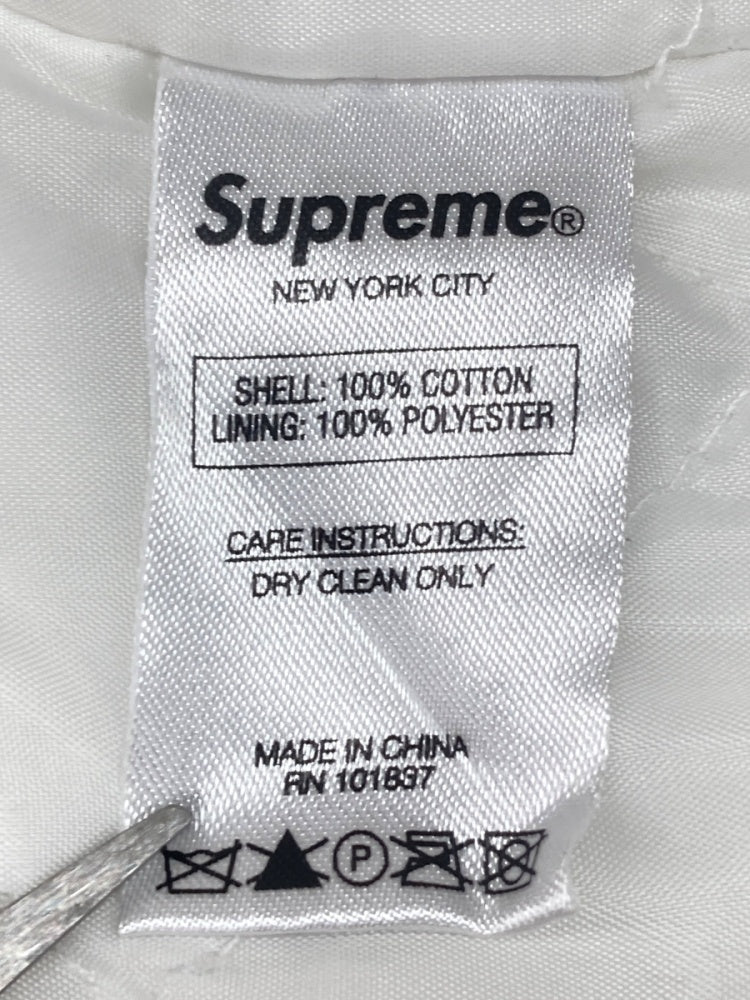 Supreme®
NEW YORK CITY
SHELL: 100% COTTON
LINING: 100% POLYESTER
CARE INSTRUCTIONS:
DRY CLEAN ONLY
MADE IN CHINA
RN 101837
P